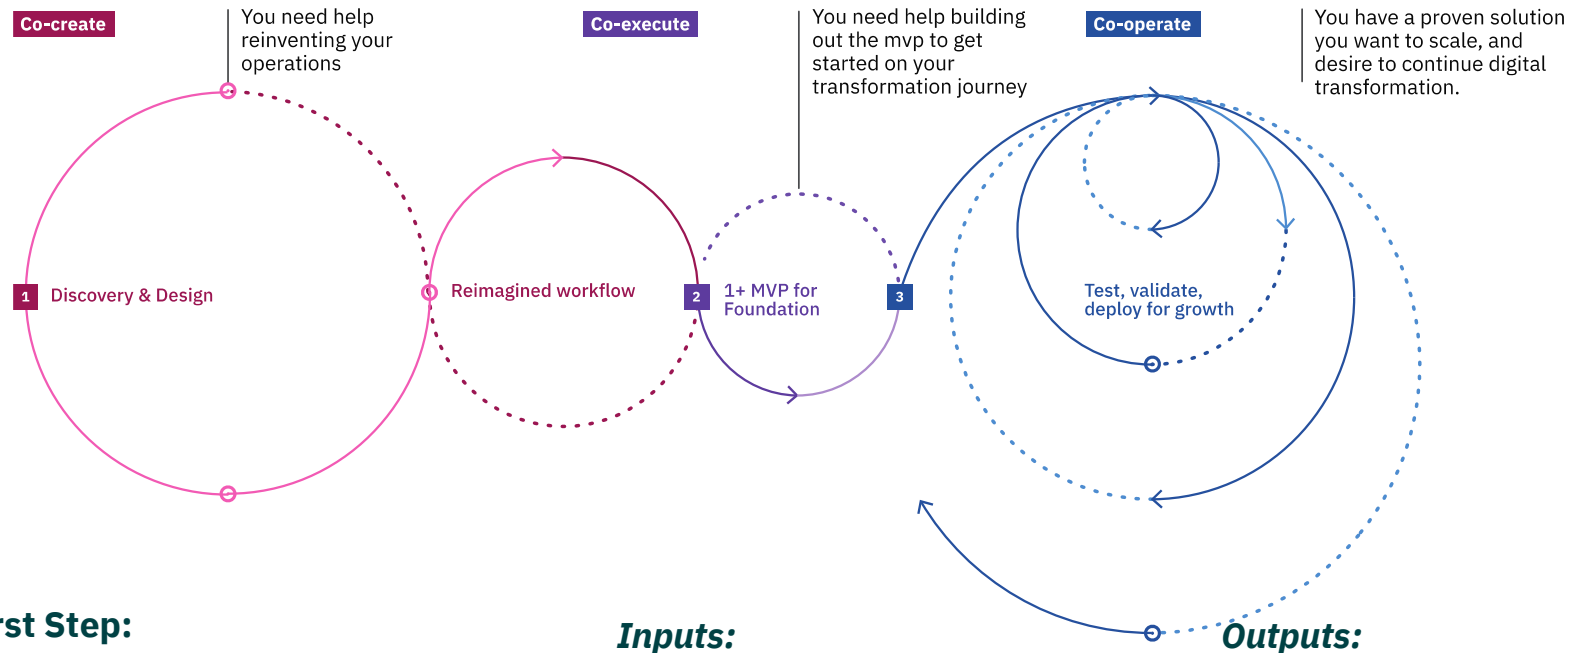 Co-create
You need help
reinventing your
operations
Co-execute
You need help building
out the mvp to get
started on your
transformation journey
Co-operate
You have a proven solution
you want to scale, and
desire to continue digital
transformation.
1
Discovery & Design
Reimagined workflow
2
1+ MVP for
Foundation
3
Test, validate,
deploy for growth
rst Step:
Inputs:
Outputs: